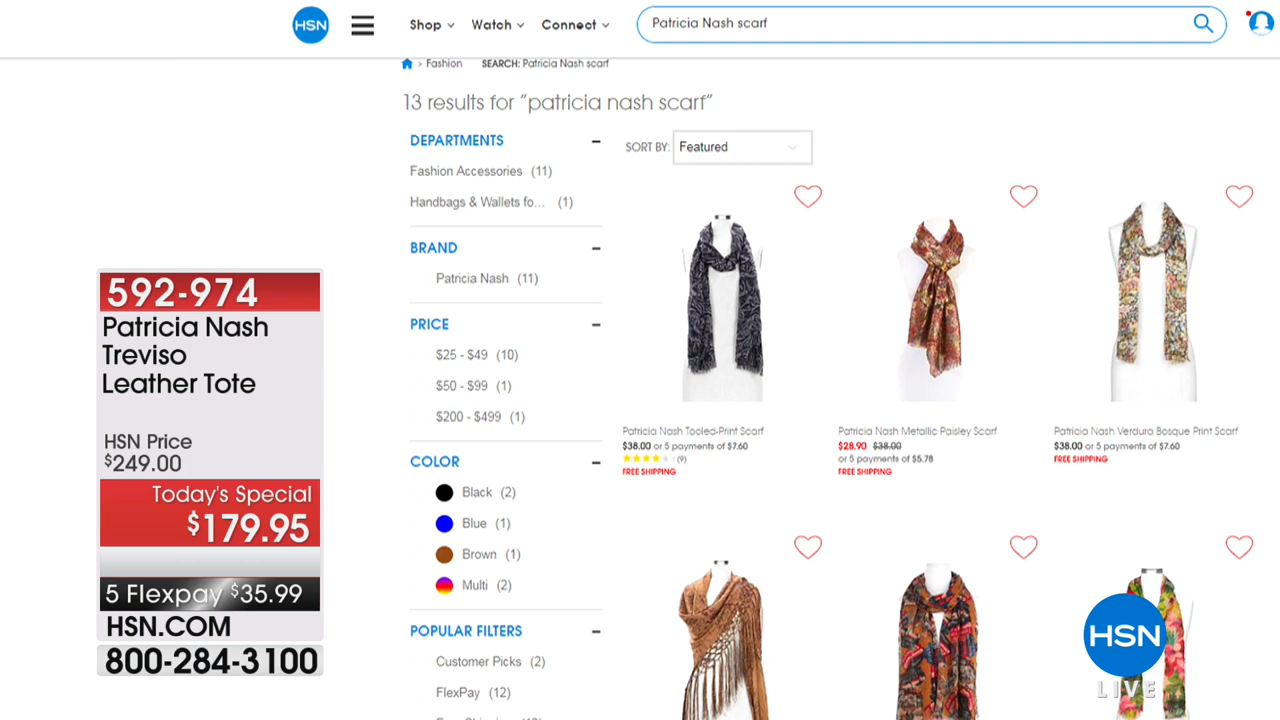 HSN
Shop
Watch
Connect
Patricia Nash scarf
> Fashion
SEARCH: Patricia Nash scarf
13 results for "patricia nash scarf"
DEPARTMENTS
Fashion Accessories (11)
Handbags & Wallets fo... (1)
BRAND
Patricia Nash (11)
PRICE
$25 - $49 (10)
$50 - $99 (1)
$200 - $499 (1)
COLOR
Black (2)
Blue (1)
Brown (1)
Multi (2)
POPULAR FILTERS
Customer Picks (2)
FlexPay (12)
SORT BY: Featured
Patricia Nash Tooled-Print Scarf
$38.00 or 5 payments of $7.60
(9)
FREE SHIPPING
Patricia Nash Metallic Paisley Scarf
$28.90 $38.00
or 5 payments of $5.78
FREE SHIPPING
Patricia Nash Verdura Bosque Print Scarf
$38.00 or 5 payments of $7.60
FREE SHIPPING
592-974
Patricia Nash
Treviso
Leather Tote
HSN Price
$249.00
Today's Special
$179.95
5 Flexpay $35.99
HSN.COM
800-284-3100
HSN
LIVE